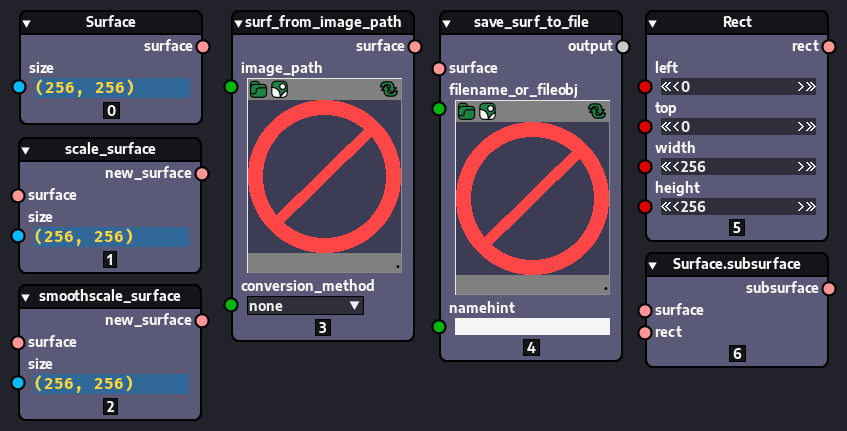 Surface
surface
size
(256, 256)
0
scale_surface
new_surface
surface
size
(256, 256)
1
smoothscale_surface
new_surface
surface
size
(256, 256)
2
surf_from_image_path
surface
image_path
conversion_method
none
3
save_surf_to_file
output
surface
filename_or_fileobj
namehint
4
Rect
rect
left
0
top
0
width
256
height
256
5
Surface.subsurface
subsurface
surface
rect
6